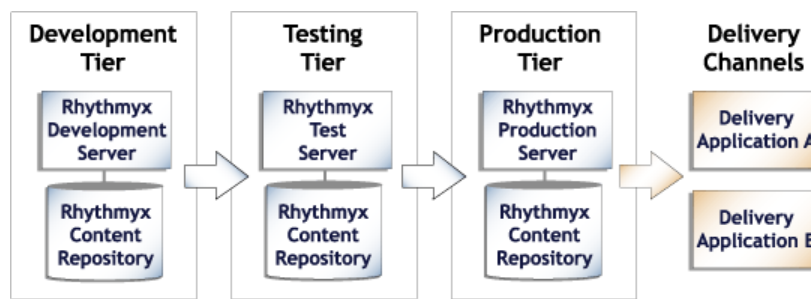 Development
Tier
Rhythmyx
Development
Server
Rhythmyx
Content
Repository
Testing
Tier
Rhythmyx
Test
Server
Rhythmyx
Content
Repository
Production
Tier
Rhythmyx
Production
Server
Rhythmyx
Content
Repository
Delivery
Channels
Delivery
Application A
Delivery
Application